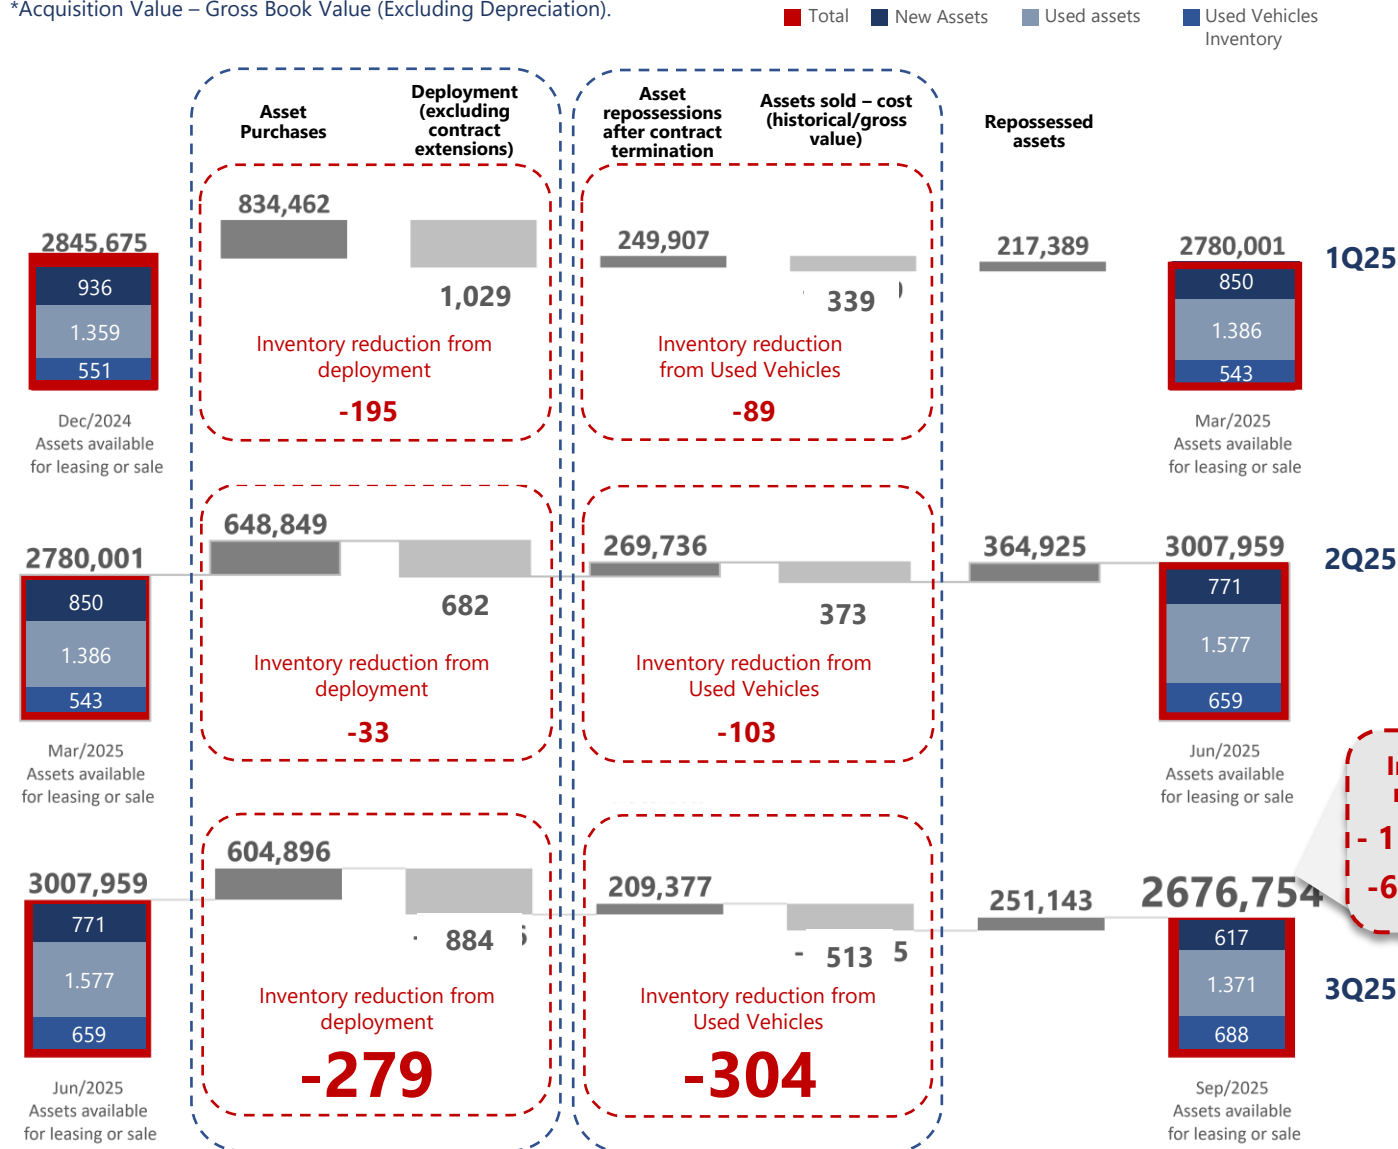 *Acquisition Value – Gross Book Value (Excluding Depreciation).
Total
New Assets
Used assets
Used Vehicles
Inventory
Asset
Purchases
Deployment
(excluding
contract
extensions)
Asset
repossessions
after contract
termination
Assets sold – cost
(historical/gross
value)
Repossessed
assets
2845,675
936
1.359
551
Dec/2024
Assets available
for leasing or sale
834,462
1,029
Inventory reduction from
deployment
-195
249,907
339
Inventory reduction
from Used Vehicles
-89
217,389
2780,001
850
1.386
543
Mar/2025
Assets available
for leasing or sale
1Q25
2780,001
850
1.386
543
Mar/2025
Assets available
for leasing or sale
648,849
682
Inventory reduction from
deployment
-33
269,736
373
Inventory reduction from
Used Vehicles
-103
364,925
3007,959
771
1.577
659
Jun/2025
Assets available
for leasing or sale
2Q25
3007,959
771
1.577
659
Jun/2025
Assets available
for leasing or sale
604,896
884
Inventory reduction from
deployment
-279
209,377
- 513 5
Inventory reduction from
Used Vehicles
-304
251,143
2676,754
617
1.371
688
Sep/2025
Assets available
for leasing or sale
3Q25
- 1
-6